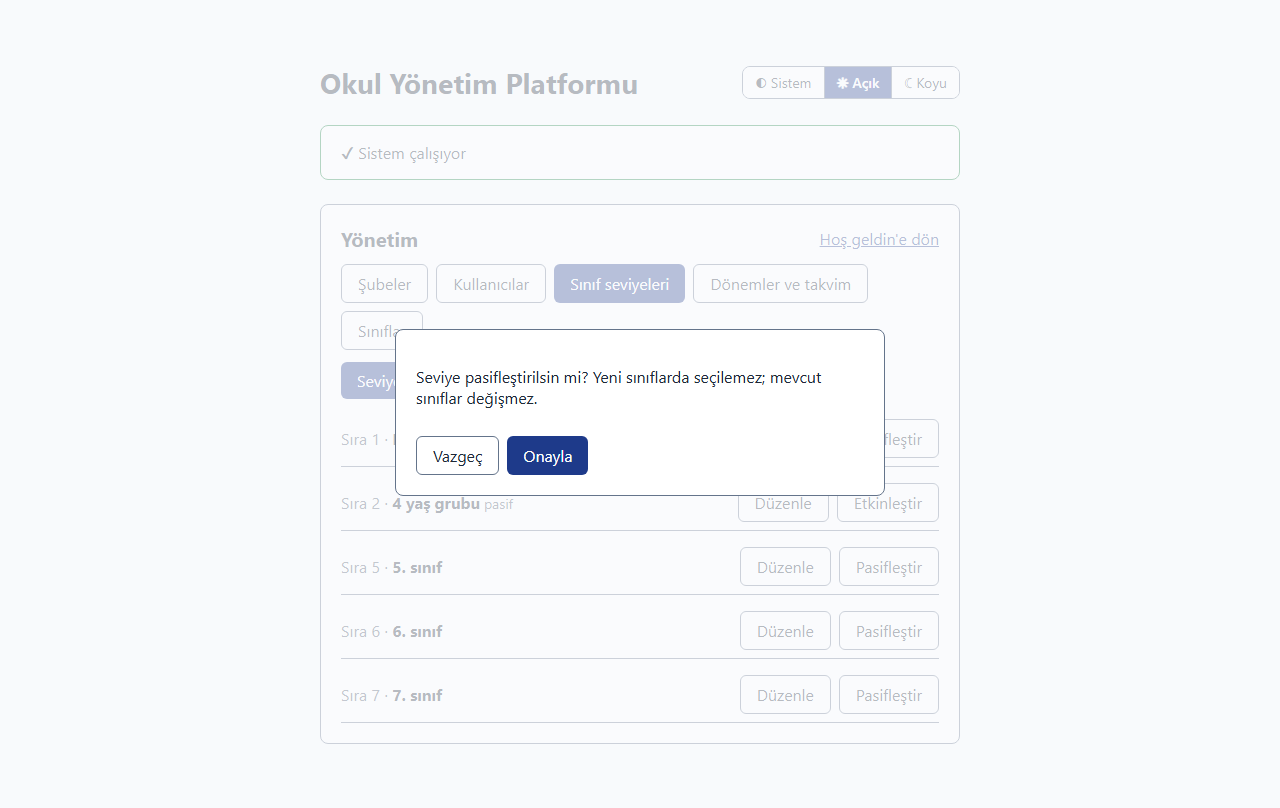 Okul Yönetim Platformu
Sistem
Açık
Koyu
✓ Sistem çalışıyor
Yönetim
Hoş geldin'e dön
Şubeler
Kullanıcılar
Sınıf seviyeleri
Dönemler ve takvim
Seviye pasifleştirilsin mi? Yeni sınıflarda seçilemez; mevcut
sınıflar değişmez.
Vazgeç
Onayla
Sıra 1 ·
Sıra 2 · 4 yaş grubu pasif
Düzenle
Etkinleştir
Sıra 5 · 5. sınıf
Düzenle
Pasifleştir
Sıra 6 · 6. sınıf
Düzenle
Pasifleştir
Sıra 7 · 7. sınıf
Düzenle
Pasifleştir